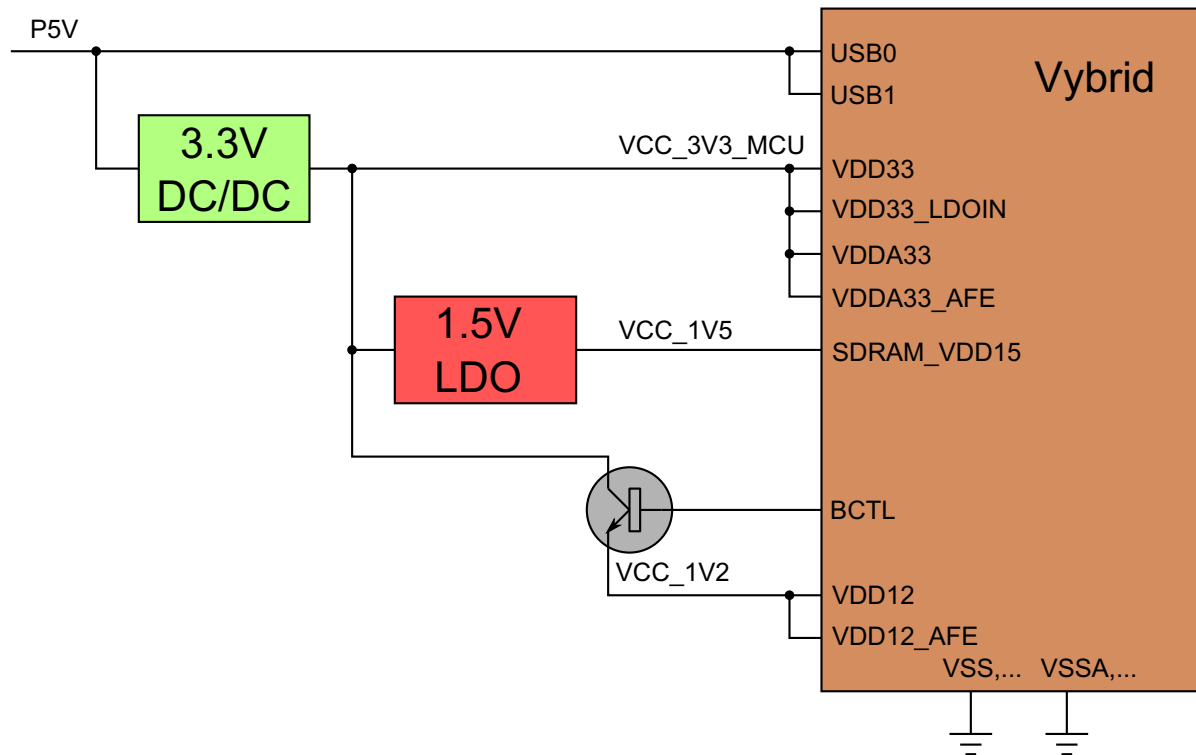 P5V
USB0
Vybrid
USB1
3.3V
DC/DC
VCC_3V3_MCU
VDD33
VDD33_LDOIN
VDDA33
VDDA33_AFE
1.5V
LDO
VCC_1V5
SDRAM_VDD15
BCTL
VCC_1V2
VDD12
VDD12_AFE
VSS,...
VSSA,...